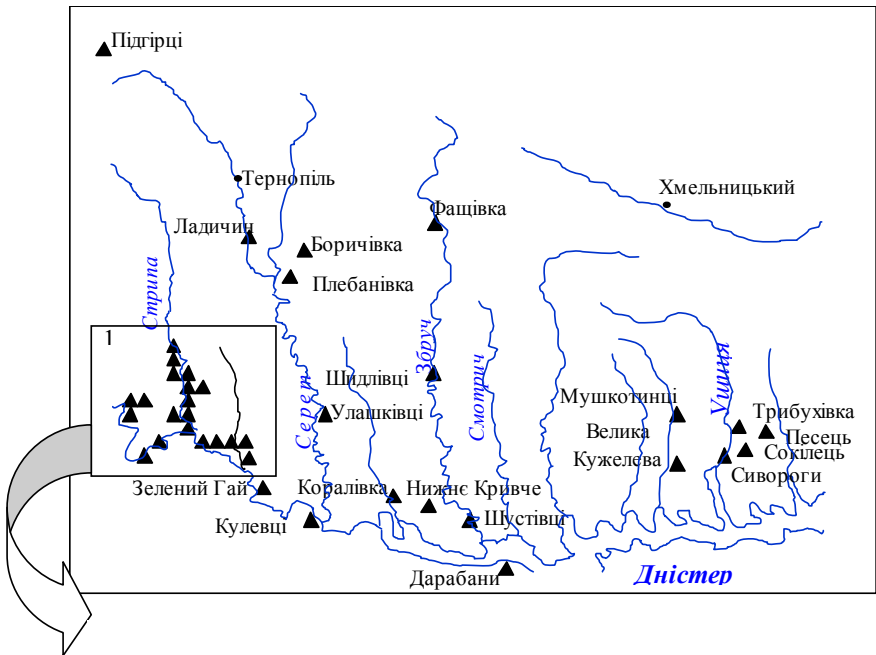 Підгірці
Тернопіль
Хмельницький
Ладичин
Фащівка
Боричівка
Плебанівка
Стрипа
1
Збруч
Шидлівці
Смотрич
Мушкотинці
Ушиця
Серет
Улашківці
Трибухівка
Велика
Песець
Кужелева
Сокілець
Сивороги
Зелений Гай
Коралівка
Нижнє Кривче
Кулевці
Шустівці
Дарабани
Дністер